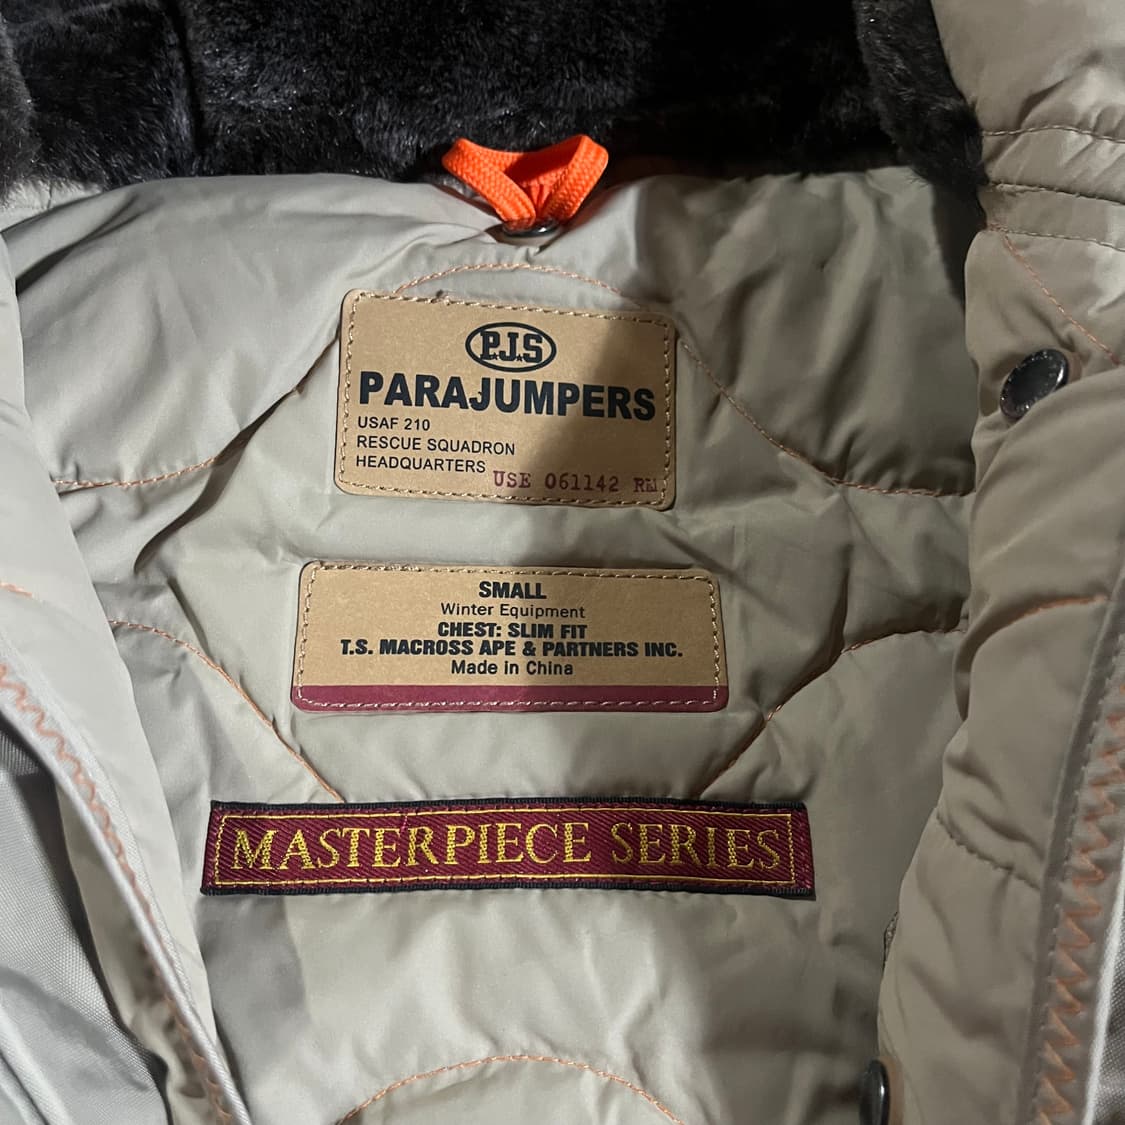 P.J.S
PARAJUMPERS
USAF 210
RESCUE SQUADRON
HEADQUARTERS
USE 061142 RM
SMALL
Winter Equipment
CHEST: SLIM FIT
T.S. MACROSS APE & PARTNERS INC.
Made in China
MASTERPIECE SERIES